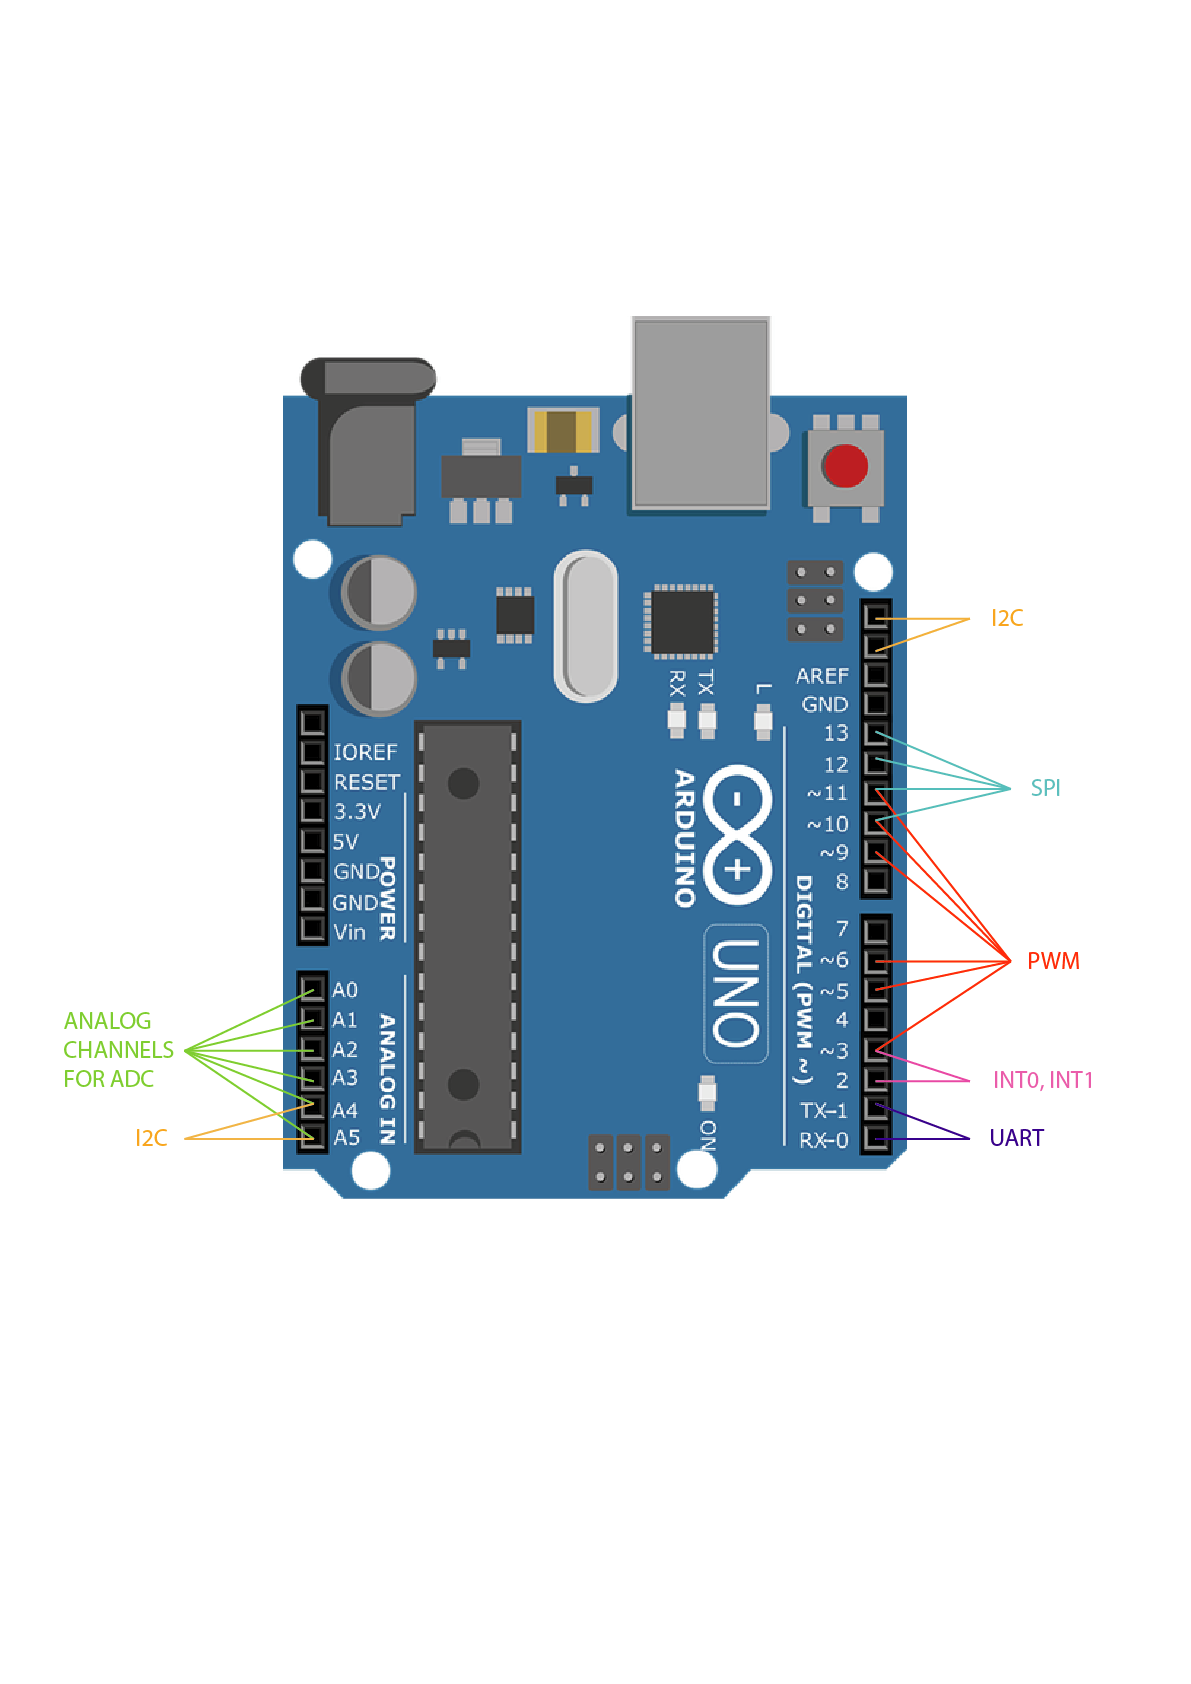 I2C
AREF
GND
13
12
~11
~10
~9
8
SPI
7
~6
~5
4
~3
2
TX-1
RX-0
PWM
INT0, INT1
UART
DIGITAL (PWM ~)
RX
TX
L
ARDUINO
- +
UNO
ON
IOREF
RESET
3.3V
5V
GND
GND
Vin
POWER
A0
A1
A2
A3
A4
A5
ANALOG IN
ANALOG
CHANNELS
FOR ADC
I2C